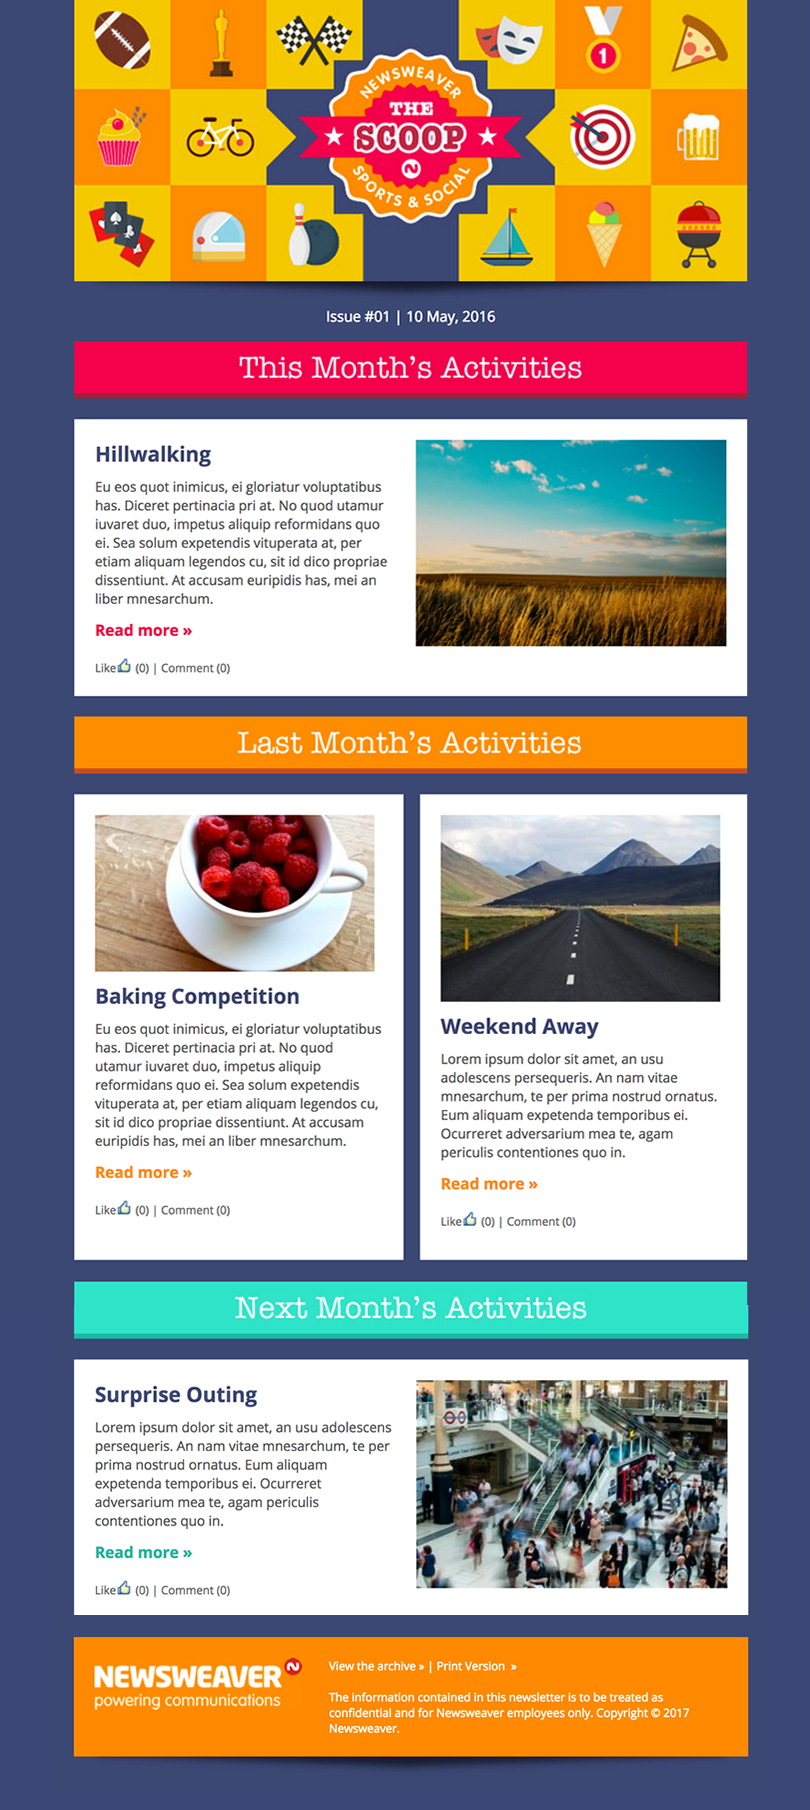 NEWSWEAVER
THE
SCOOP
SPORTS & SOCIAL
1
Issue #01 | 10 May, 2016
This Month's Activities
Hillwalking
Eu eos quot inimicus, ei gloriatur voluptatibus
has. Diceret pertinacia pri at. No quod utamur
iuvaret duo, impetus aliquip reformidans quo
ei. Sea solum expetendis vituperata at, per
etiam aliquam legendos cu, sit id dico propriae
dissentiunt. At accusam euripidis has, mei an
liber mnesarchum.
Read more »
Like (0) | Comment (0)
Last Month's Activities
Baking Competition
Eu eos quot inimicus, ei gloriatur voluptatibus
has. Diceret pertinacia pri at. No quod
utamur iuvaret duo, impetus aliquip
reformidans quo ei. Sea solum expetendis
vituperata at, per etiam aliquam legendos cu,
sit id dico propriae dissentiunt. At accusam
euripidis has, mei an liber mnesarchum.
Read more »
Like (0) | Comment (0)
Weekend Away
Lorem ipsum dolor sit amet, an usu
adolescens persequeris. An nam vitae
mnesarchum, te per prima nostrud ornatus.
Eum aliquam expetenda temporibus ei.
Ocurreret adversarium mea te, agam
periculis contentiones quo in.
Read more »
Like (0) | Comment (0)
Next Month's Activities
Surprise Outing
Lorem ipsum dolor sit amet, an usu adolescens
persequeris. An nam vitae mnesarchum, te per
prima nostrud ornatus. Eum aliquam
expetenda temporibus ei. Ocurreret
adversarium mea te, agam periculis
contentiones quo in.
Read more »
Like (0) | Comment (0)
NEWSWEAVER
powering communications
View the archive » | Print Version »
The information contained in this newsletter is to be treated as
confidential and for Newsweaver employees only. Copyright © 2017
Newsweaver.